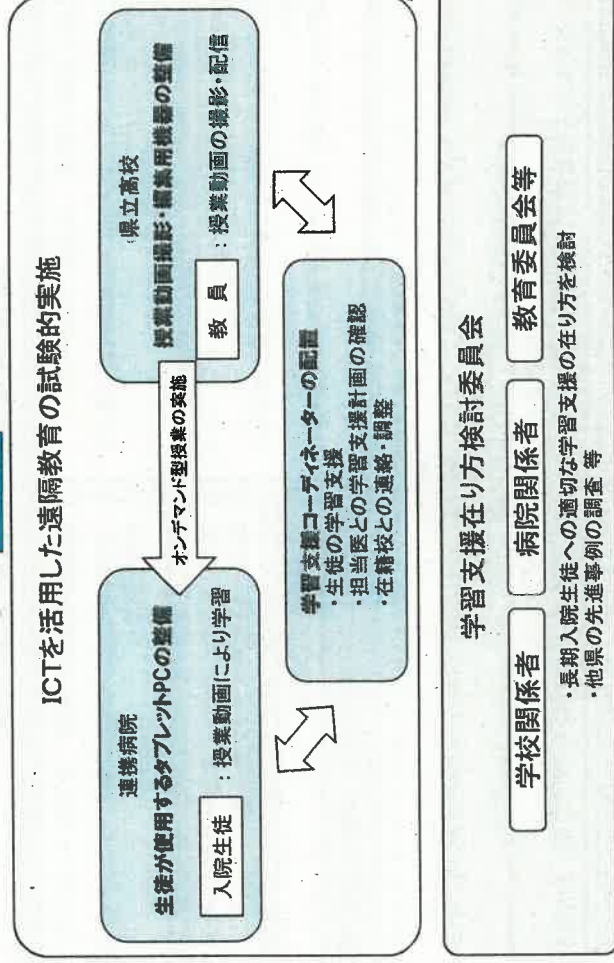 ICTを活用した遠隔教育の試験的実施
連携病院
生徒が使用するタブレットPCの整備
入院生徒
：授業動画により学習
オンデマンド型授業の実施
県立高校
授業動画撮影・編集用機器の整備
教　員
：授業動画の撮影・配信
学習支援コーディネーターの配置
・生徒の学習支援
・担当医との学習支援計画の確認
・在籍校との連絡・調整
学習支援在り方検討委員会
学校関係者
病院関係者
教育委員会等
・長期入院生徒への適切な学習支援の在り方を検討
・他県の先進事例の調査 等